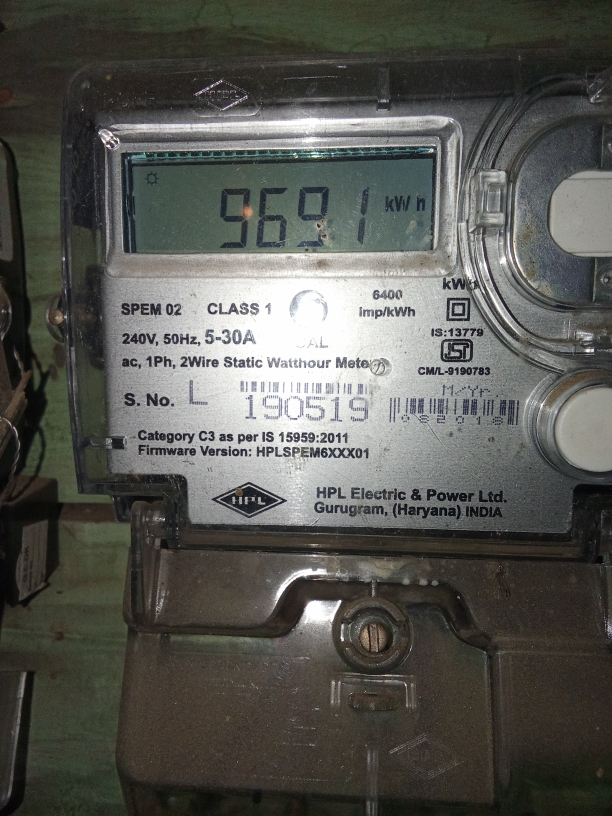 9691 kWh
kWh
SPEM 02 CLASS 1 6400 imp/kWh
240V, 50Hz, 5-30A CAL
IS:13779
ac, 1Ph, 2Wire Static Watthour Meter
CM/L-9190783
M/Yr.
S. No. L 190519 082018
Category C3 as per IS 15959:2011
Firmware Version: HPLSPEM6XXX01
HPL HPL Electric & Power Ltd.
Gurugram, (Haryana) INDIA